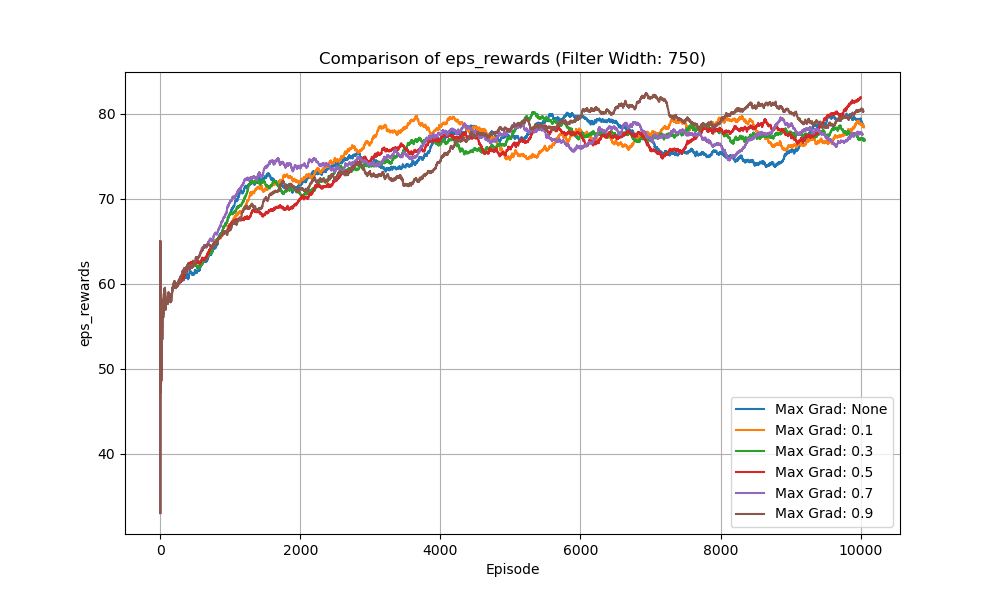 Comparison of eps_rewards (Filter Width: 750)
80
70
60
50
40
eps_rewards
0
2000
4000
6000
8000
10000
Episode
Max Grad: None
Max Grad: 0.1
Max Grad: 0.3
Max Grad: 0.5
Max Grad: 0.7
Max Grad: 0.9